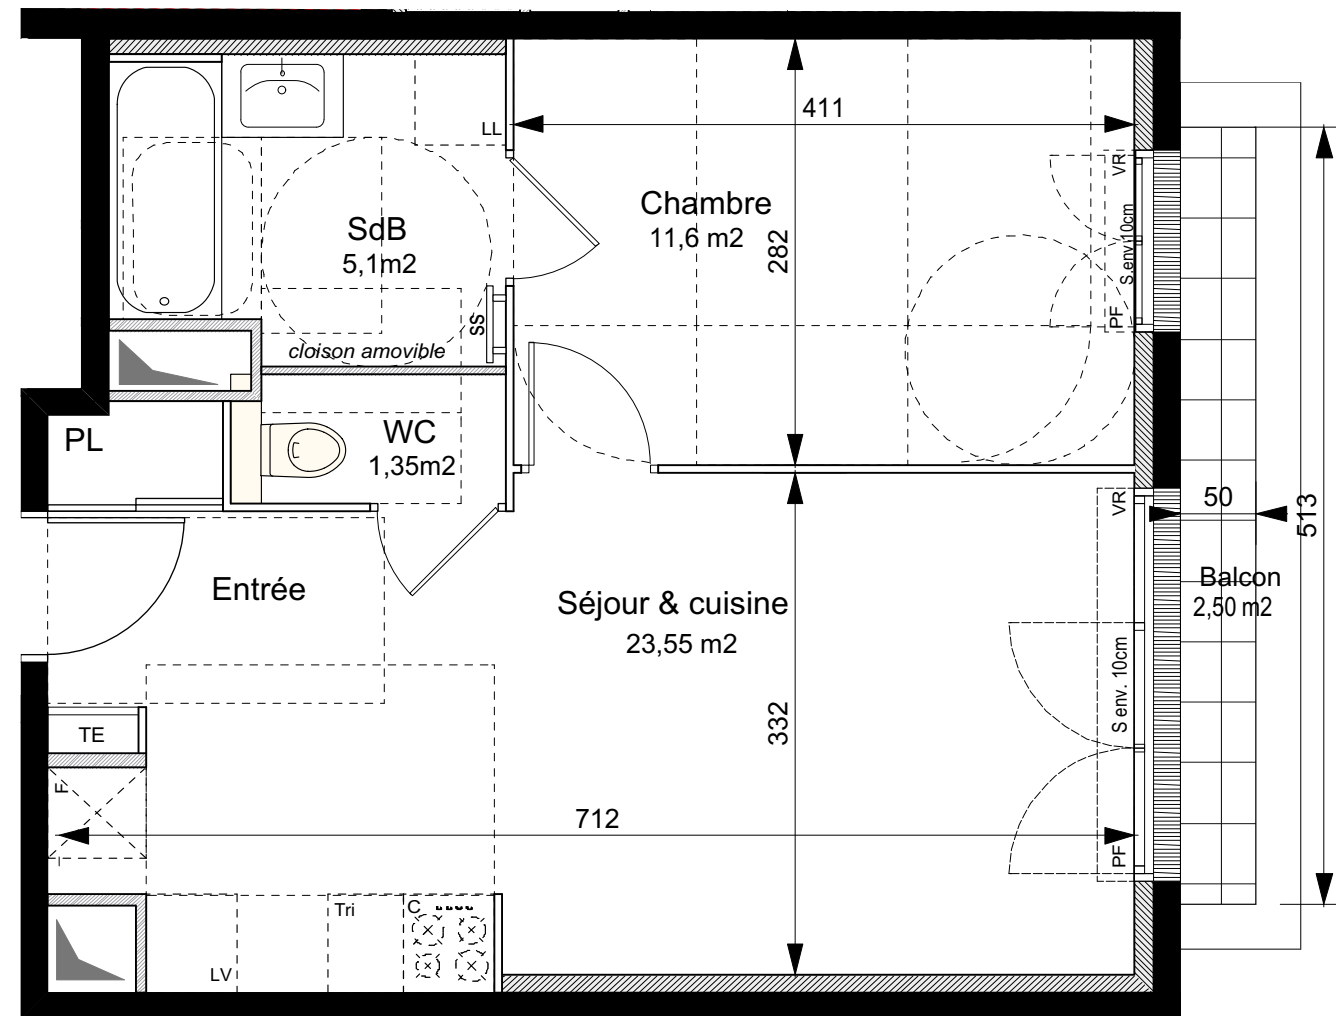 LL
411
VR
Chambre
11,6 m2
282
S.env.10cm
PF
SdB
5,1m2
SS
cloison amovible
PL
WC
1,35m2
VR
50
513
Balcon
2,50 m2
Entrée
Séjour & cuisine
23,55 m2
S env. 10cm
332
PF
TE
F
712
Tri
C
LV